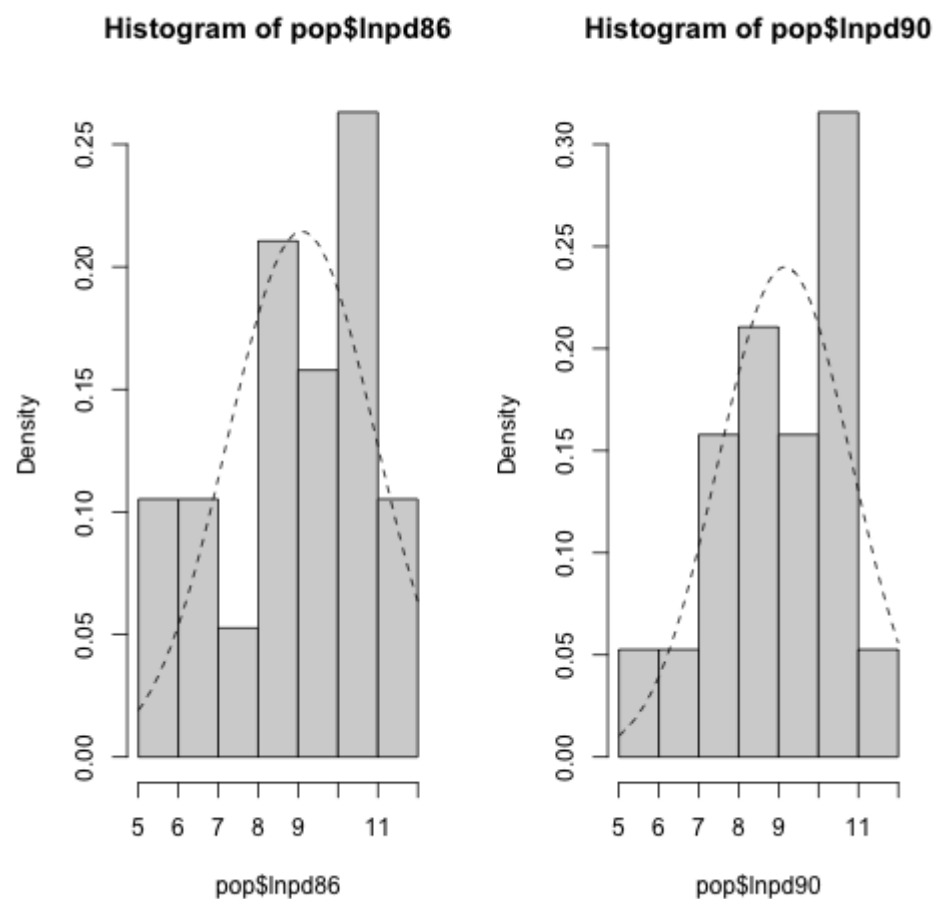 Histogram of pop$lnpd86
Density
0.25
0.20
0.15
0.10
0.05
0.00
5 6 7 8 9 11
pop$lnpd86
Histogram of pop$lnpd90
Density
0.30
0.25
0.20
0.15
0.10
0.05
0.00
5 6 7 8 9 11
pop$lnpd90